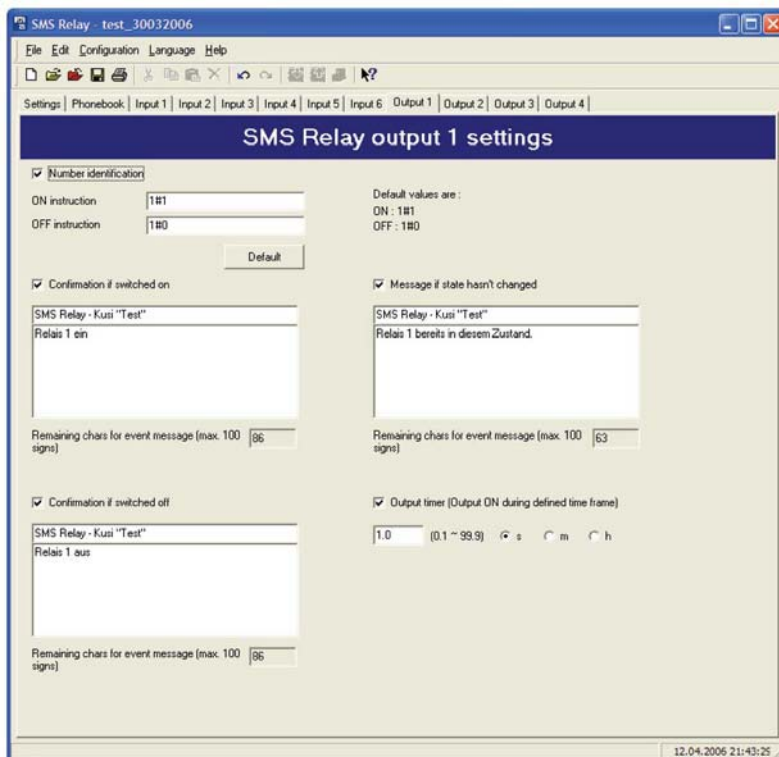 SMS Relay - test_30032006
File Edit Configuration Language Help
Settings Phonebook Input 1 Input 2 Input 3 Input 4 Input 5 Input 6 Output 1 Output 2 Output 3 Output 4
SMS Relay output 1 settings
Number identification
ON instruction 1#1
OFF instruction 1#0
Default
Default values are :
ON : 1#1
OFF : 1#0
Confirmation if switched on
SMS Relay - Kusi "Test"
Relais 1 ein
Remaining chars for event message (max. 100 86
signs)
Message if state hasn't changed
SMS Relay - Kusi "Test"
Relais 1 bereits in diesem Zustand.
Remaining chars for event message (max. 100 63
signs)
Confirmation if switched off
SMS Relay - Kusi "Test"
Relais 1 aus
Remaining chars for event message (max. 100 86
signs)
Output timer (Output ON during defined time frame)
1.0 (0.1 ~ 99.9) s m h
12.04.2006 21:43:25